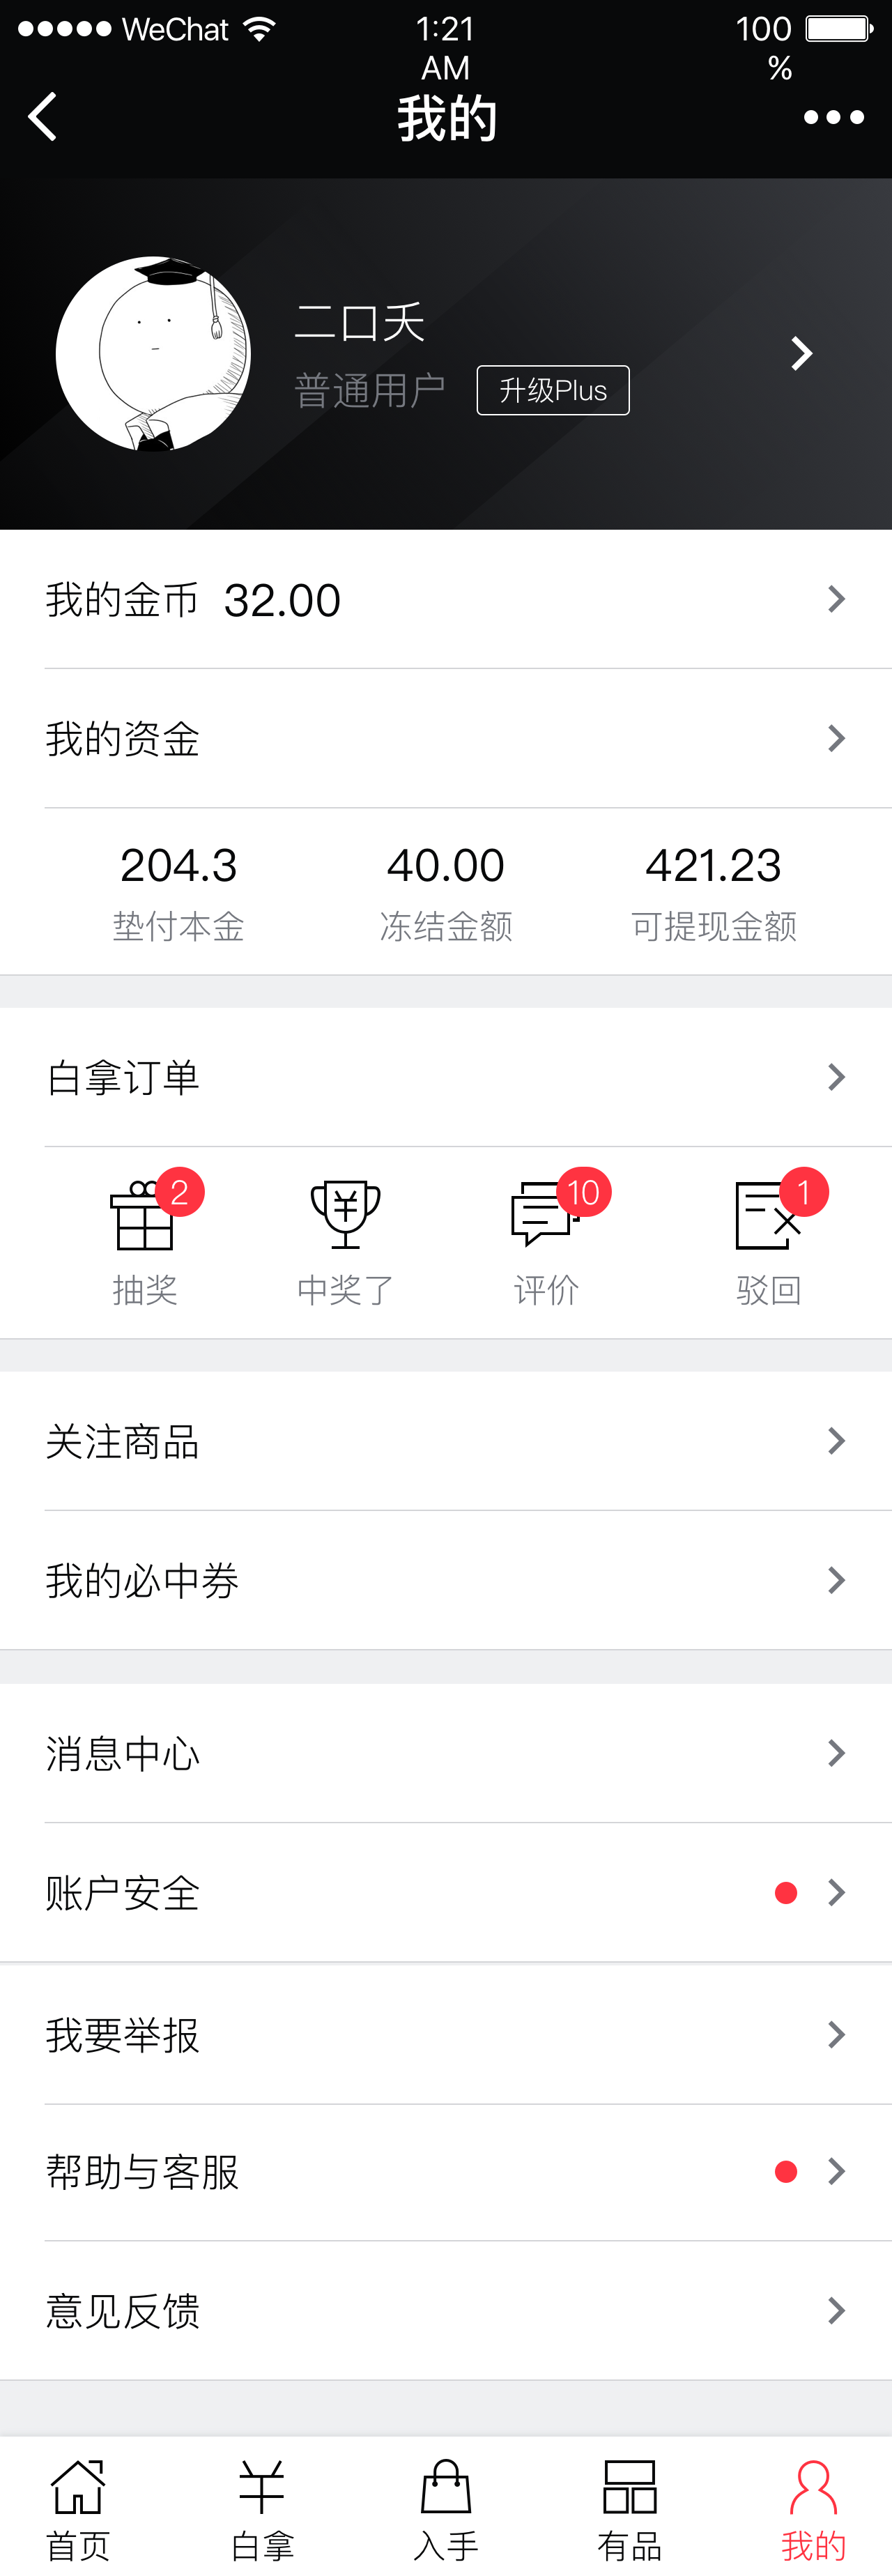 WeChat 1:21 AM 100 %
我的
二口夭
普通用户 升级Plus
我的金币 32.00
我的资金
204.3 40.00 421.23
垫付本金 冻结金额 可提现金额
白拿订单
2 10 1
抽奖 中奖了 评价 驳回
关注商品
我的必中券
消息中心
账户安全
我要举报
帮助与客服
意见反馈
首页 白拿 入手 有品 我的